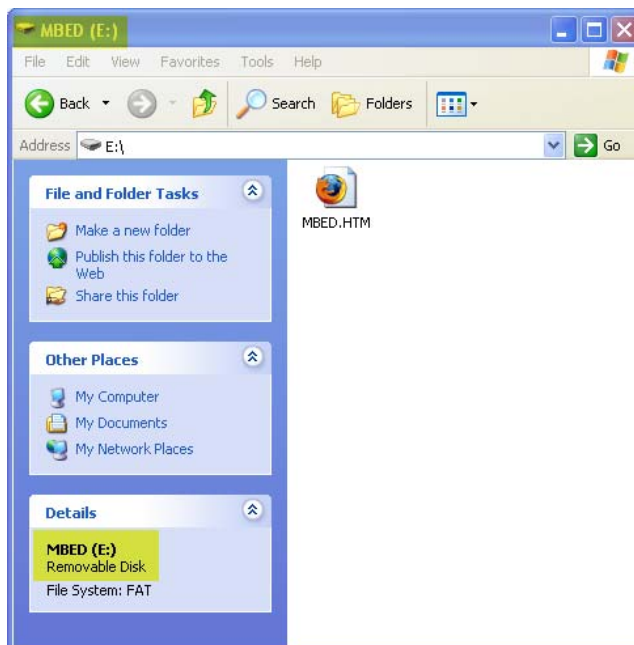 MBED (E:)
File Edit View Favorites Tools Help
Back Search Folders
Address E:\ Go
File and Folder Tasks
Make a new folder
Publish this folder to the
Web
Share this folder
MBED.HTM
Other Places
My Computer
My Documents
My Network Places
Details
MBED (E:)
Removable Disk
File System: FAT